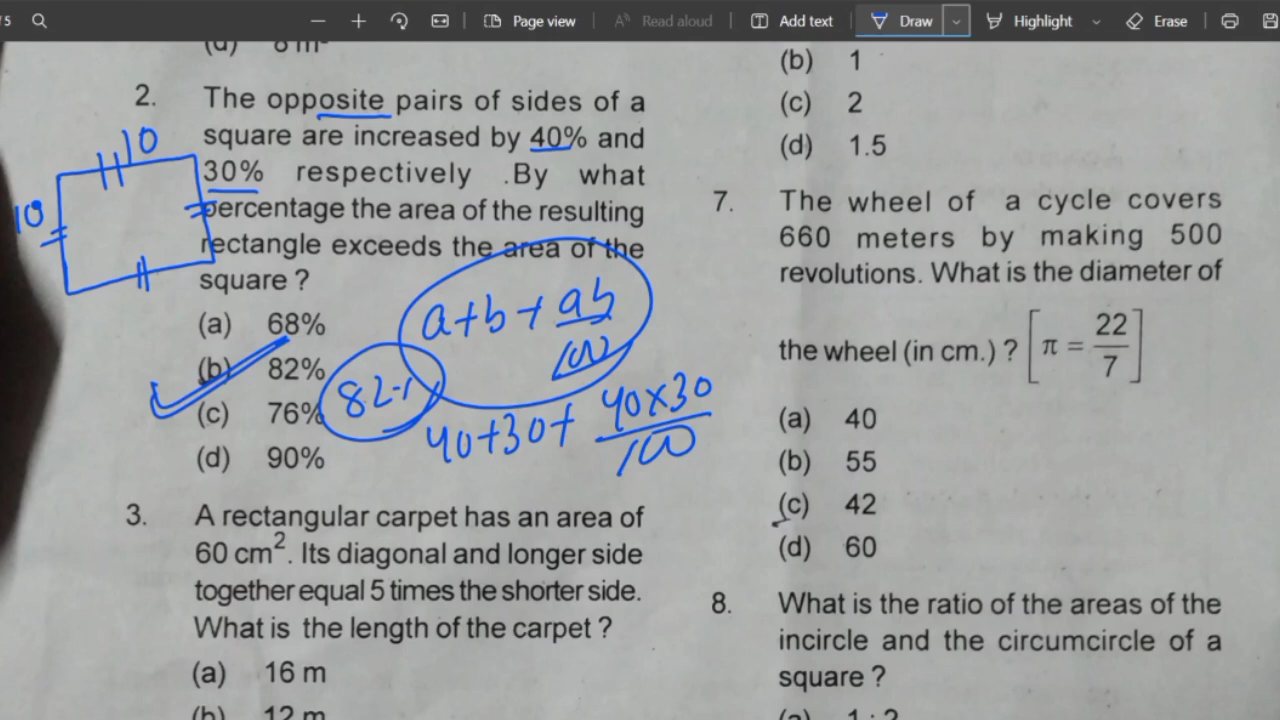 /5
Page view
Read aloud
Add text
Draw
Highlight
Erase
2. The opposite pairs of sides of a
square are increased by 40% and
30% respectively .By what
percentage the area of the resulting
rectangle exceeds the area of the
square ?
(a) 68%
(b) 82%
(c) 76%
(d) 90%
10
10
a+b+ab/100
82%
40+30+40×30/100
3. A rectangular carpet has an area of
60 cm². Its diagonal and longer side
together equal 5 times the shorter side.
What is the length of the carpet ?
(a) 16 m
(b) 12 m
(b) 1
(c) 2
(d) 1.5
7. The wheel of a cycle covers
660 meters by making 500
revolutions. What is the diameter of
the wheel (in cm.) ? [π = 22/7]
(a) 40
(b) 55
(c) 42
(d) 60
8. What is the ratio of the areas of the
incircle and the circumcircle of a
square ?
(a) 1 : 2